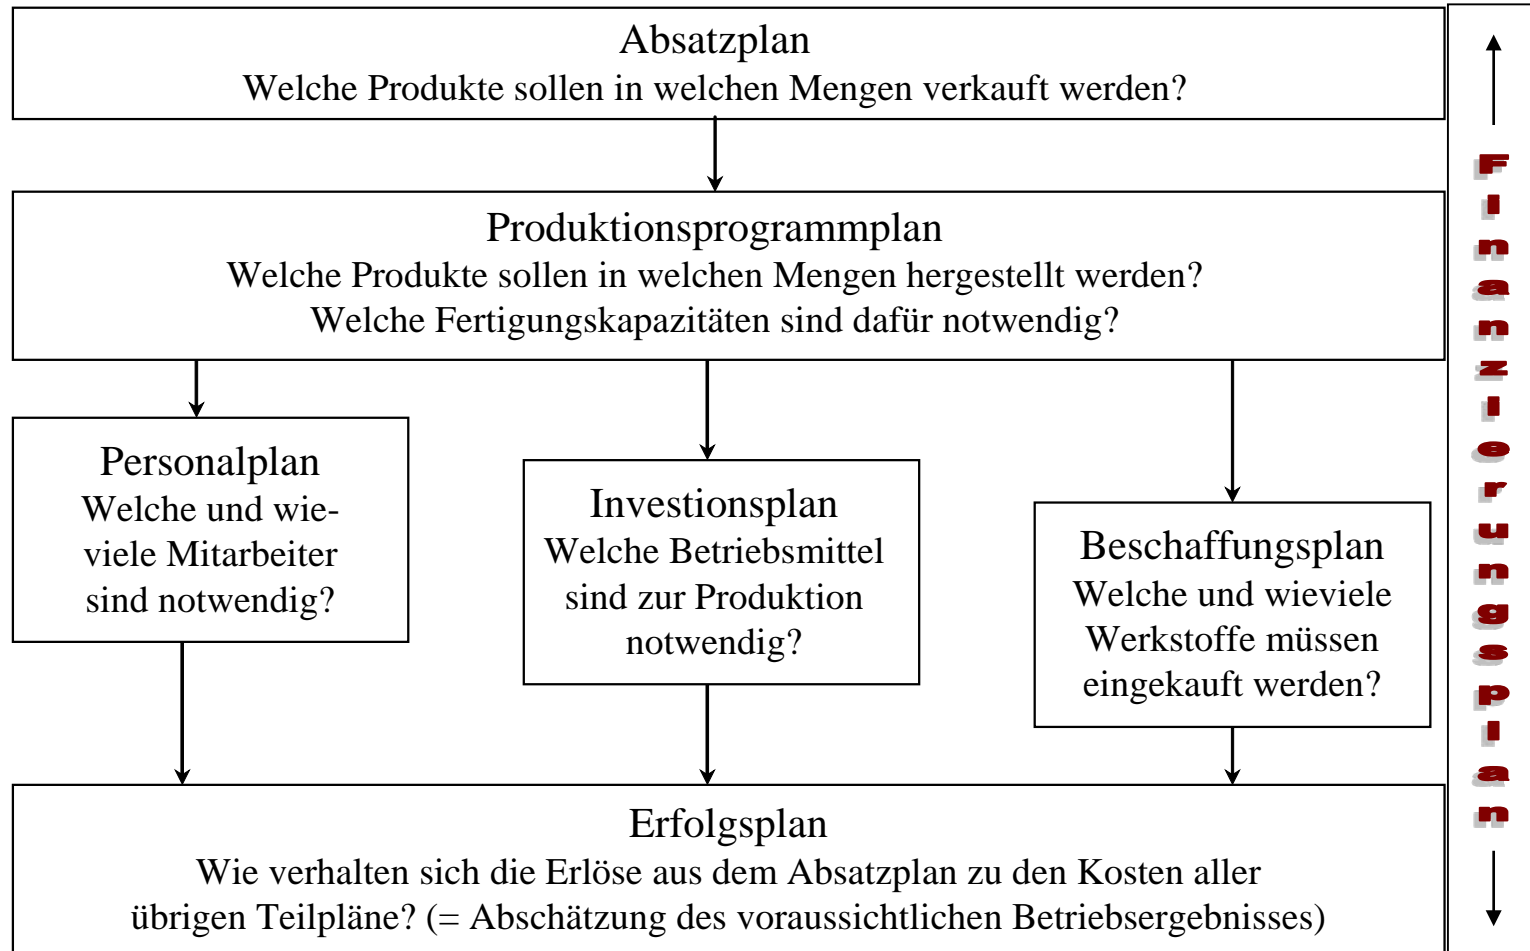 Absatzplan
Welche Produkte sollen in welchen Mengen verkauft werden?
Produktionsprogrammplan
Welche Produkte sollen in welchen Mengen hergestellt werden?
Welche Fertigungskapazitäten sind dafür notwendig?
Personalplan
Welche und wie-
viele Mitarbeiter
sind notwendig?
Investionsplan
Welche Betriebsmittel
sind zur Produktion
notwendig?
Beschaffungsplan
Welche und wieviele
Werkstoffe müssen
eingekauft werden?
Erfolgsplan
Wie verhalten sich die Erlöse aus dem Absatzplan zu den Kosten aller
übrigen Teilpläne? (= Abschätzung des voraussichtlichen Betriebsergebnisses)
Finanzierungsplan